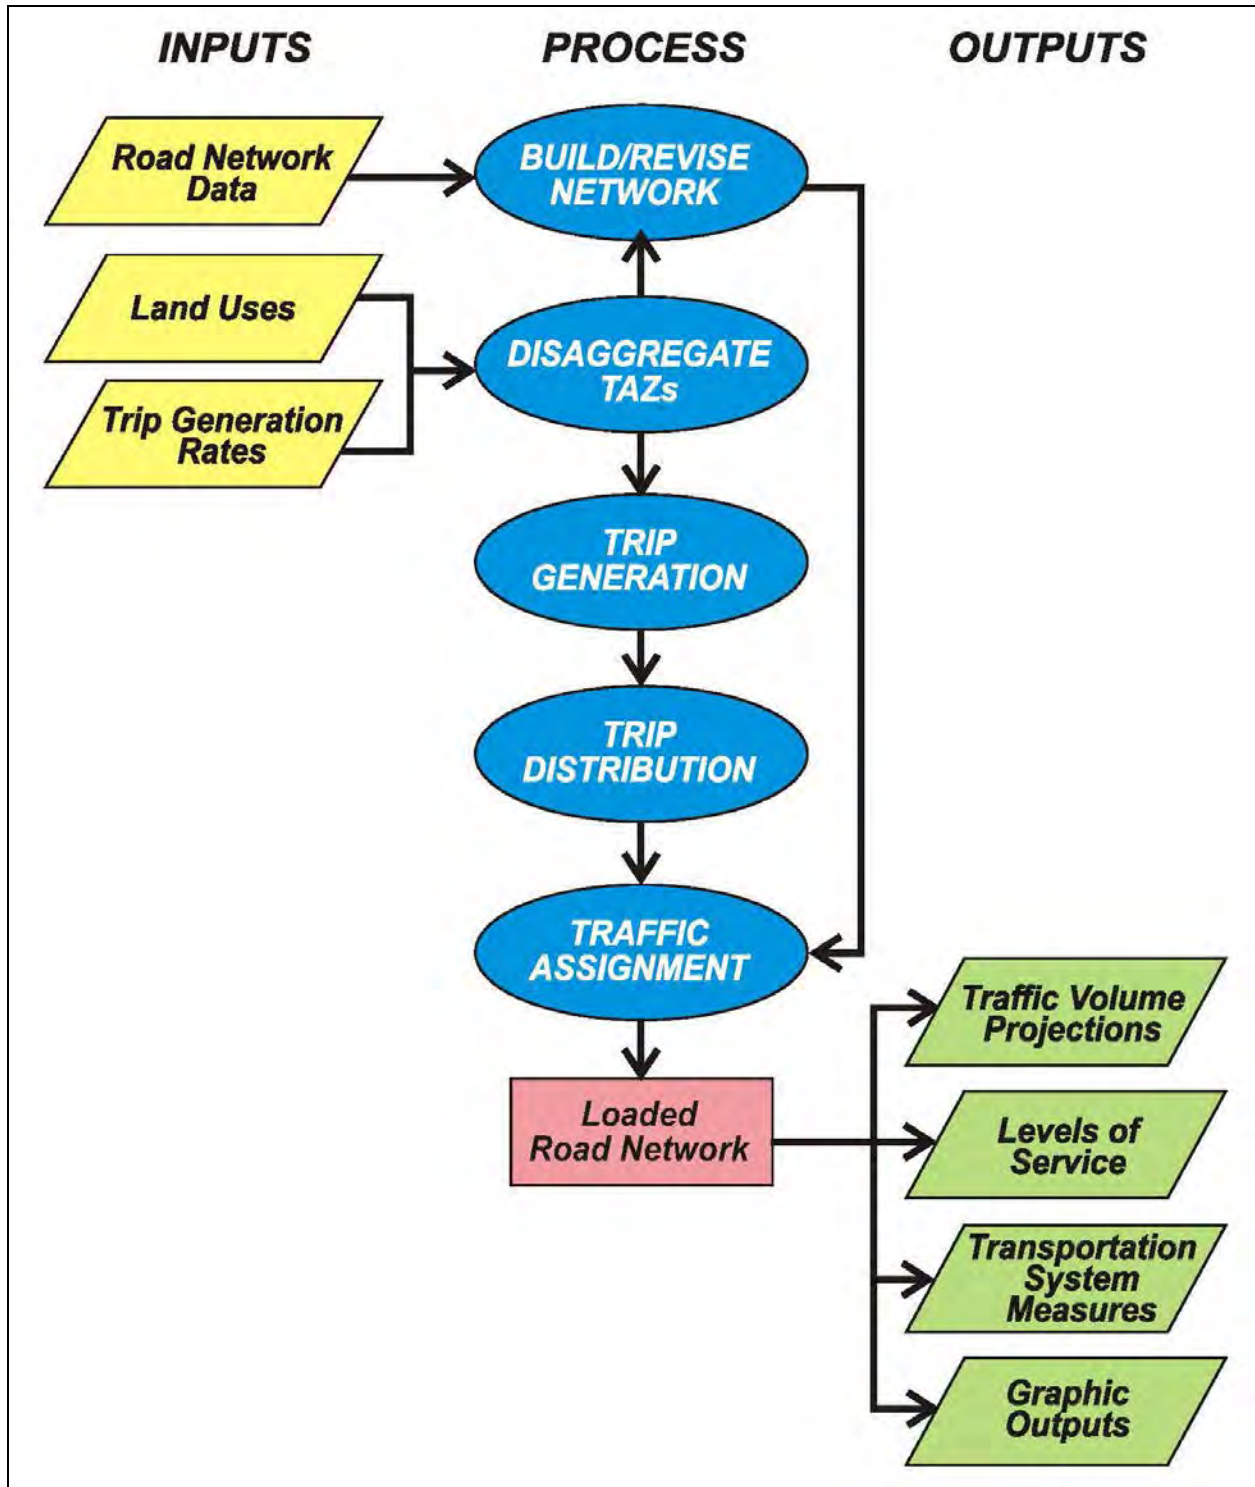 INPUTS
PROCESS
OUTPUTS
Road Network
Data
BUILD/REVISE
NETWORK
Land Uses
DISAGGREGATE
TAZs
Trip Generation
Rates
TRIP
GENERATION
TRIP
DISTRIBUTION
TRAFFIC
ASSIGNMENT
Loaded
Road Network
Traffic Volume
Projections
Levels of
Service
Transportation
System
Measures
Graphic
Outputs